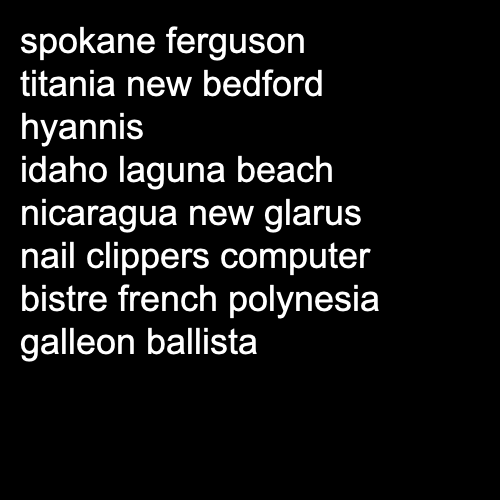 spokane ferguson
titania new bedford
hyannis
idaho laguna beach
nicaragua new glarus
nail clippers computer
bistre french polynesia
galleon ballista